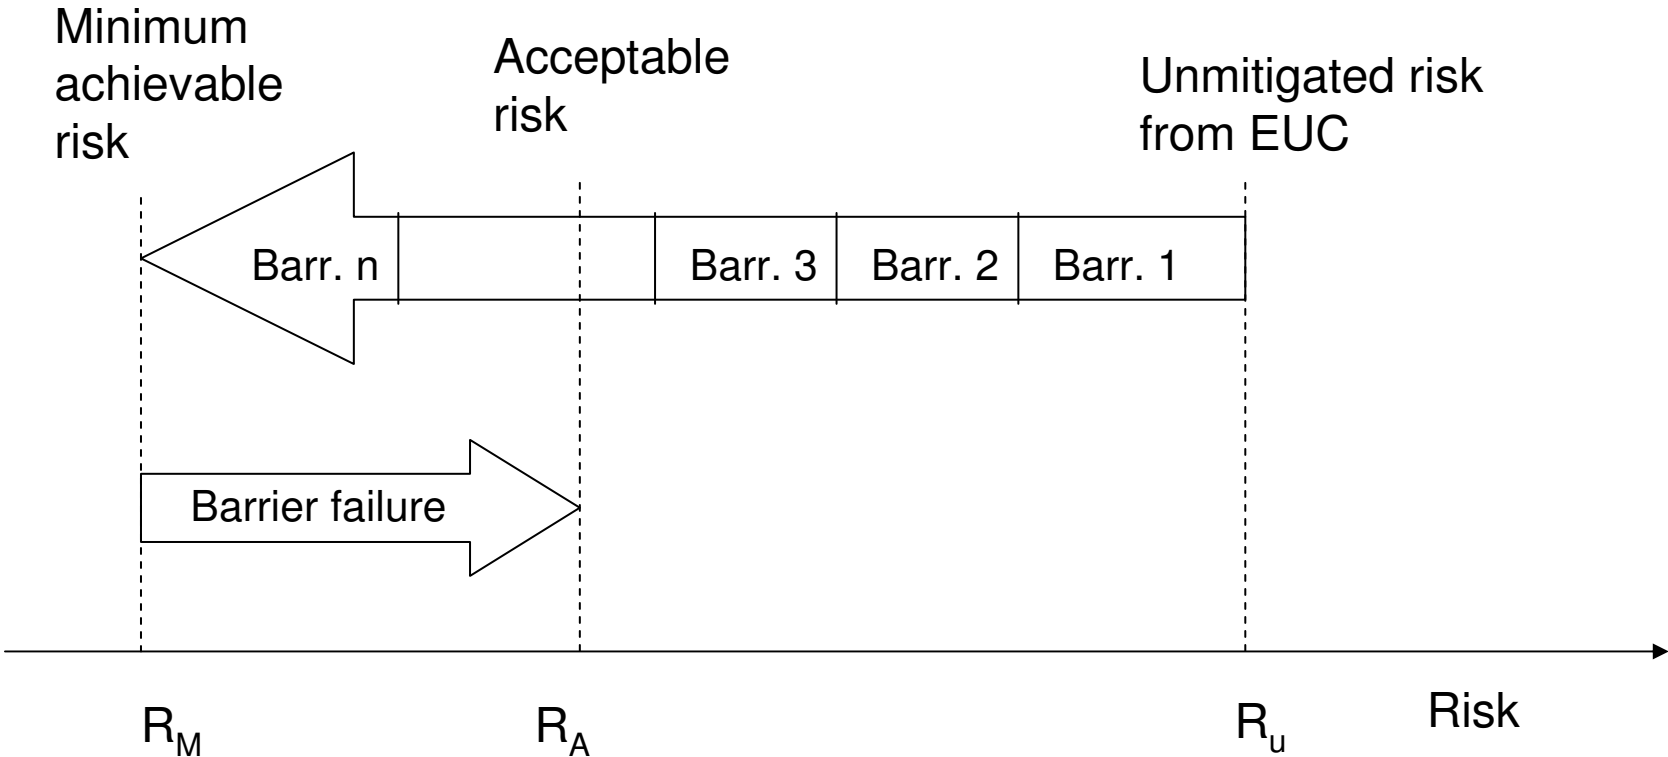 Minimum
achievable
risk
Acceptable
risk
Unmitigated risk
from EUC
Barr. n
Barr. 3
Barr. 2
Barr. 1
Barrier failure
R_M
R_A
R_u
Risk